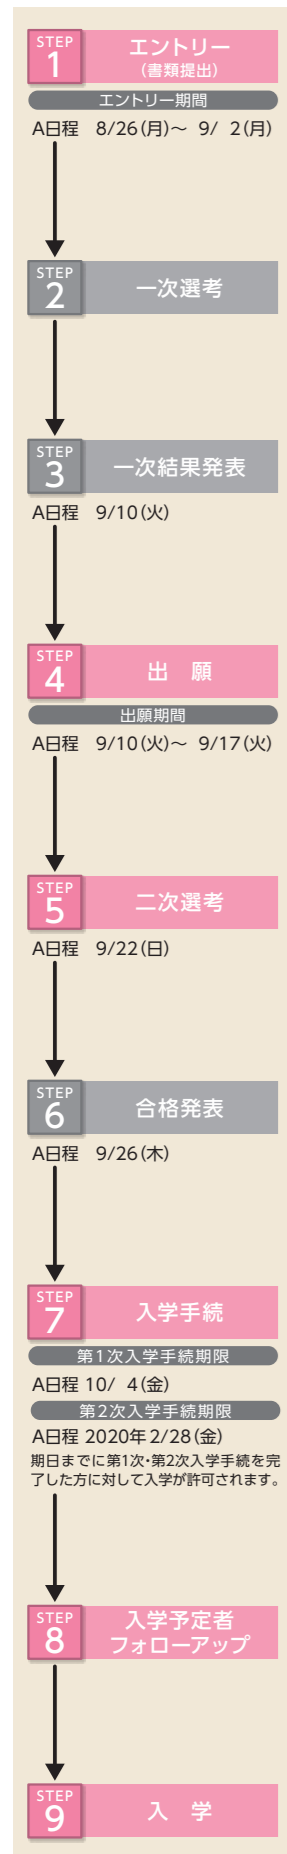 STEP
1
エントリー
(書類提出)
エントリー期間
A日程 8/26(月)~ 9/ 2(月)
STEP
2
一次選考
STEP
3
一次結果発表
A日程 9/10(火)
STEP
4
出 願
出願期間
A日程 9/10(火)~ 9/17(火)
STEP
5
二次選考
A日程 9/22(日)
STEP
6
合格発表
A日程 9/26(木)
STEP
7
入学手続
第1次入学手続期限
A日程 10/ 4(金)
第2次入学手続期限
A日程 2020年2/28(金)
期日までに第1次・第2次入学手続を完
了した方に対して入学が許可されます。
STEP
8
入学予定者
フォローアップ
STEP
9
入 学